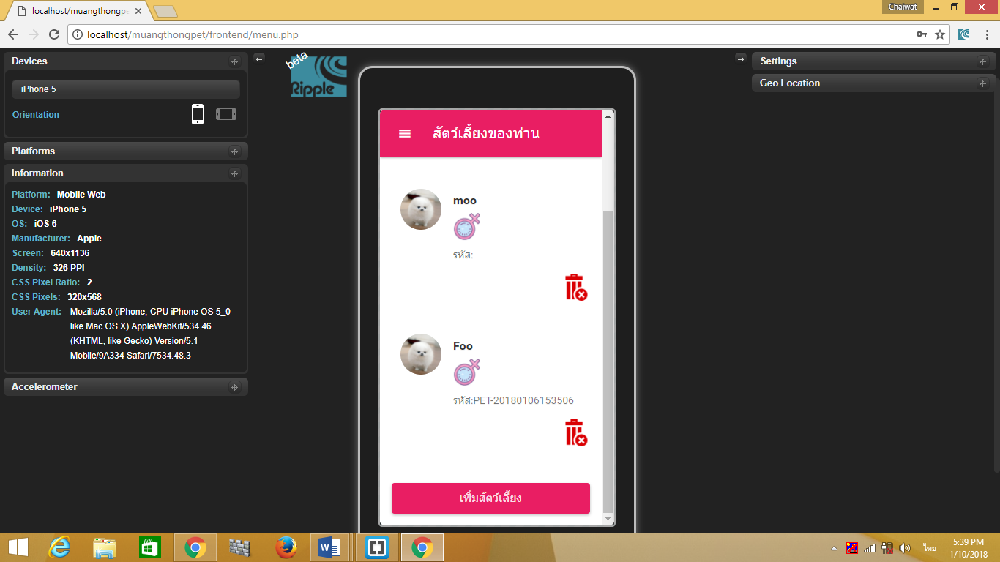 localhost/muangthongpe
Chaiwat
localhost/muangthongpet/frontend/menu.php
Devices
iPhone 5
Orientation
Platforms
Information
Platform: Mobile Web
Device: iPhone 5
OS: iOS 6
Manufacturer: Apple
Screen: 640x1136
Density: 326 PPI
CSS Pixel Ratio: 2
CSS Pixels: 320x568
User Agent: Mozilla/5.0 (iPhone; CPU iPhone OS 5_0
like Mac OS X) AppleWebKit/534.46
(KHTML, like Gecko) Version/5.1
Mobile/9A334 Safari/7534.48.3
Accelerometer
beta
Ripple
สัตว์เลี้ยงของท่าน
moo
รหัส:
Foo
รหัส:PET-20180106153506
เพิ่มสัตว์เลี้ยง
Settings
Geo Location
ไทย
5:39 PM
1/10/2018